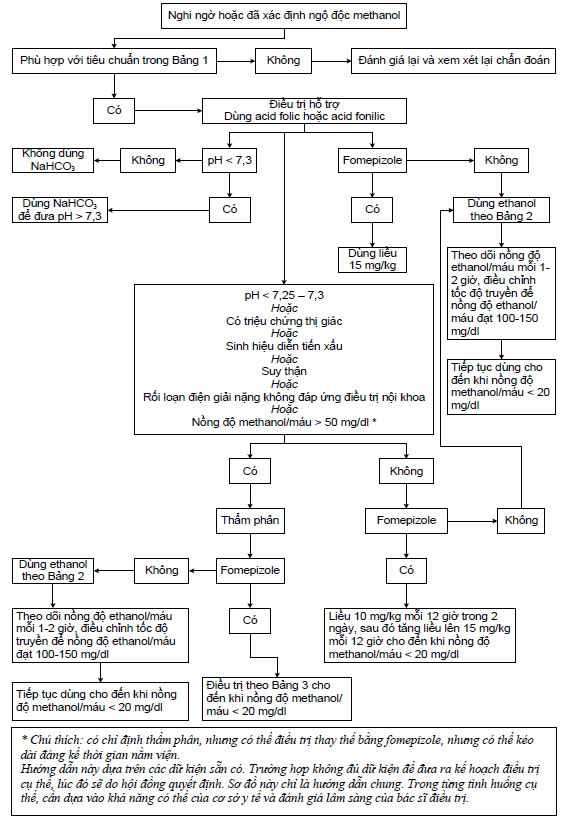 Nghi ngờ hoặc đã xác định ngộ độc methanol
Phù hợp với tiêu chuẩn trong Bảng 1
Không
Đánh giá lại và xem xét lại chẩn đoán
Có
Điều trị hỗ trợ
Dùng acid folic hoặc acid fonilic
Không dùng
NaHCO₃
Không
pH < 7,3
Fomepizole
Không
Dùng NaHCO₃
để đưa pH > 7,3
Có
Có
Dùng ethanol
theo Bảng 2
Dùng liều
15 mg/kg
Theo dõi nồng độ
ethanol/máu mỗi 1-
2 giờ, điều chỉnh
tốc độ truyền để
nồng độ ethanol/
máu đạt 100-150
mg/dl
pH < 7,25 – 7,3
Hoặc
Có triệu chứng thị giác
Hoặc
Sinh hiệu diễn tiến xấu
Hoặc
Suy thận
Hoặc
Rối loạn điện giải nặng không đáp ứng điều trị nội khoa
Hoặc
Nồng độ methanol/máu > 50 mg/dl *
Tiếp tục dùng cho
đến khi nồng độ
methanol/máu < 20
mg/dl
Có
Không
Thẩm phân
Fomepizole
Không
Dùng ethanol
theo Bảng 2
Không
Fomepizole
Có
Theo dõi nồng độ ethanol/máu
mỗi 1-2 giờ, điều chỉnh tốc độ
truyền để nồng độ ethanol/máu
đạt 100-150 mg/dl
Có
Liều 10 mg/kg mỗi 12 giờ trong 2
ngày, sau đó tăng liều lên 15 mg/kg
mỗi 12 giờ cho đến khi nồng độ
methanol/máu < 20 mg/dl
Tiếp tục dùng cho đến khi nồng
độ methanol/máu < 20 mg/dl
Điều trị theo Bảng 3 cho
đến khi nồng độ methanol/
máu < 20 mg/dl
* Chú thích: có chỉ định thẩm phân, nhưng có thể điều trị thay thế bằng fomepizole, nhưng có thể kéo
dài đáng kể thời gian nằm viện.
Hướng dẫn này dựa trên các dữ kiện sẵn có. Trường hợp không đủ dữ kiện để đưa ra kế hoạch điều trị
cụ thể, lúc đó sẽ do hội đồng quyết định. Sơ đồ này chỉ là hướng dẫn chung. Trong từng tình huống cụ
thể, cần dựa vào khả năng có thể của cơ sở y tế và đánh giá lâm sàng của bác sĩ điều trị.